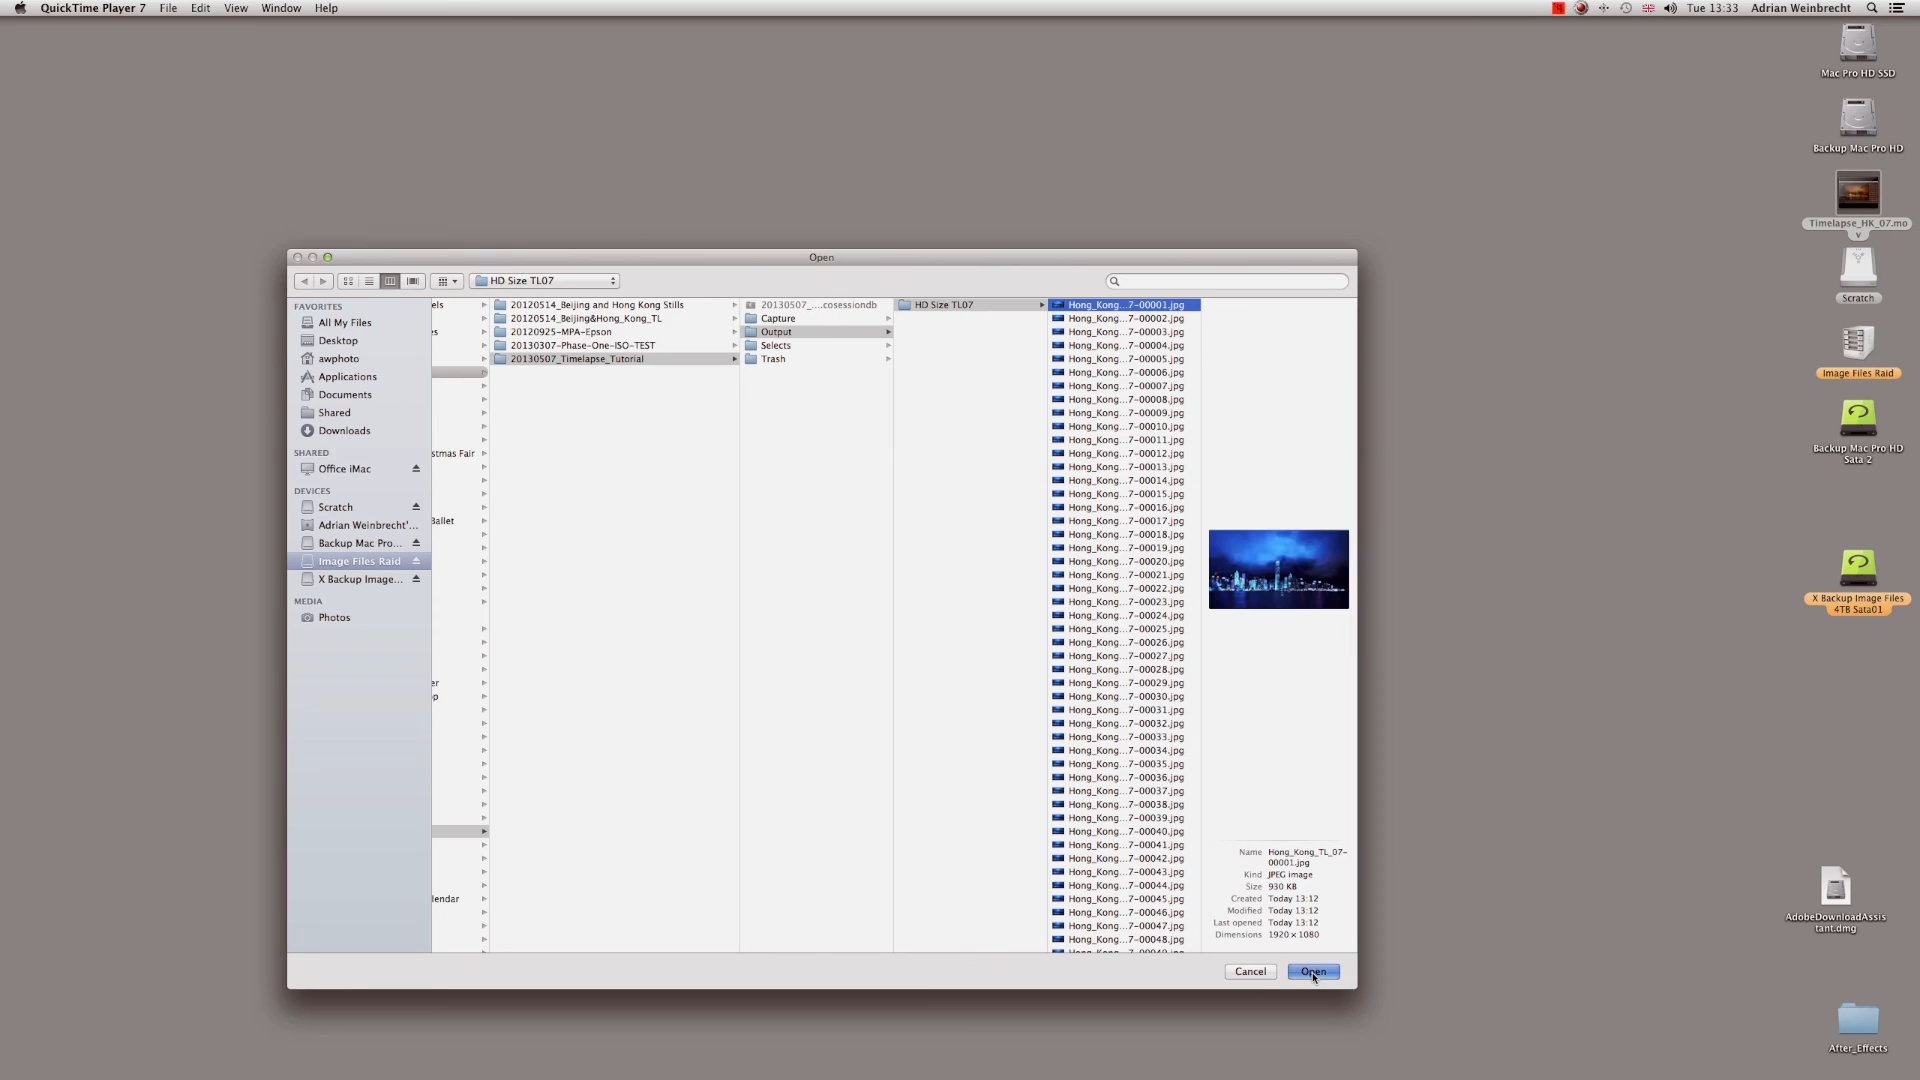 QuickTime Player 7 File Edit View Window Help
Tue 13:33 Adrian Weinbrecht
Open
HD Size TL07
FAVORITES
All My Files
Desktop
awphoto
Applications
Documents
Shared
Downloads
SHARED
Office iMac
DEVICES
Scratch
Adrian Weinbrecht'...
Backup Mac Pro...
Image Files Raid
X Backup Image...
MEDIA
Photos
els
es
stmas Fair
Ballet
er
p
lendar
20120514_Beijing and Hong Kong Stills
20120514_Beijing&Hong_Kong_TL
20120925-MPA-Epson
20130307-Phase-One-ISO-TEST
20130507_Timelapse_Tutorial
20130507_....cosessiondb
Capture
Output
Selects
Trash
HD Size TL07
Hong_Kong...7-00001.jpg
Hong_Kong...7-00002.jpg
Hong_Kong...7-00003.jpg
Hong_Kong...7-00004.jpg
Hong_Kong...7-00005.jpg
Hong_Kong...7-00006.jpg
Hong_Kong...7-00007.jpg
Hong_Kong...7-00008.jpg
Hong_Kong...7-00009.jpg
Hong_Kong...7-00010.jpg
Hong_Kong...7-00011.jpg
Hong_Kong...7-00012.jpg
Hong_Kong...7-00013.jpg
Hong_Kong...7-00014.jpg
Hong_Kong...7-00015.jpg
Hong_Kong...7-00016.jpg
Hong_Kong...7-00017.jpg
Hong_Kong...7-00018.jpg
Hong_Kong...7-00019.jpg
Hong_Kong...7-00020.jpg
Hong_Kong...7-00021.jpg
Hong_Kong...7-00022.jpg
Hong_Kong...7-00023.jpg
Hong_Kong...7-00024.jpg
Hong_Kong...7-00025.jpg
Hong_Kong...7-00026.jpg
Hong_Kong...7-00027.jpg
Hong_Kong...7-00028.jpg
Hong_Kong...7-00029.jpg
Hong_Kong...7-00030.jpg
Hong_Kong...7-00031.jpg
Hong_Kong...7-00032.jpg
Hong_Kong...7-00033.jpg
Hong_Kong...7-00034.jpg
Hong_Kong...7-00035.jpg
Hong_Kong...7-00036.jpg
Hong_Kong...7-00037.jpg
Hong_Kong...7-00038.jpg
Hong_Kong...7-00039.jpg
Hong_Kong...7-00040.jpg
Hong_Kong...7-00041.jpg
Hong_Kong...7-00042.jpg
Hong_Kong...7-00043.jpg
Hong_Kong...7-00044.jpg
Hong_Kong...7-00045.jpg
Hong_Kong...7-00046.jpg
Hong_Kong...7-00047.jpg
Hong_Kong...7-00048.jpg
Name Hong_Kong_TL_07-
00001.jpg
Kind JPEG image
Size 930 KB
Created Today 13:12
Modified Today 13:12
Last opened Today 13:12
Dimensions 1920 × 1080
Cancel Open
Mac Pro HD SSD
Backup Mac Pro HD
Timelapse_HK_07.mo
v
Scratch
Image Files Raid
Backup Mac Pro HD
Sata 2
X Backup Image Files
4TB Sata01
AdobeDownloadAssis
tant.dmg
After_Effects